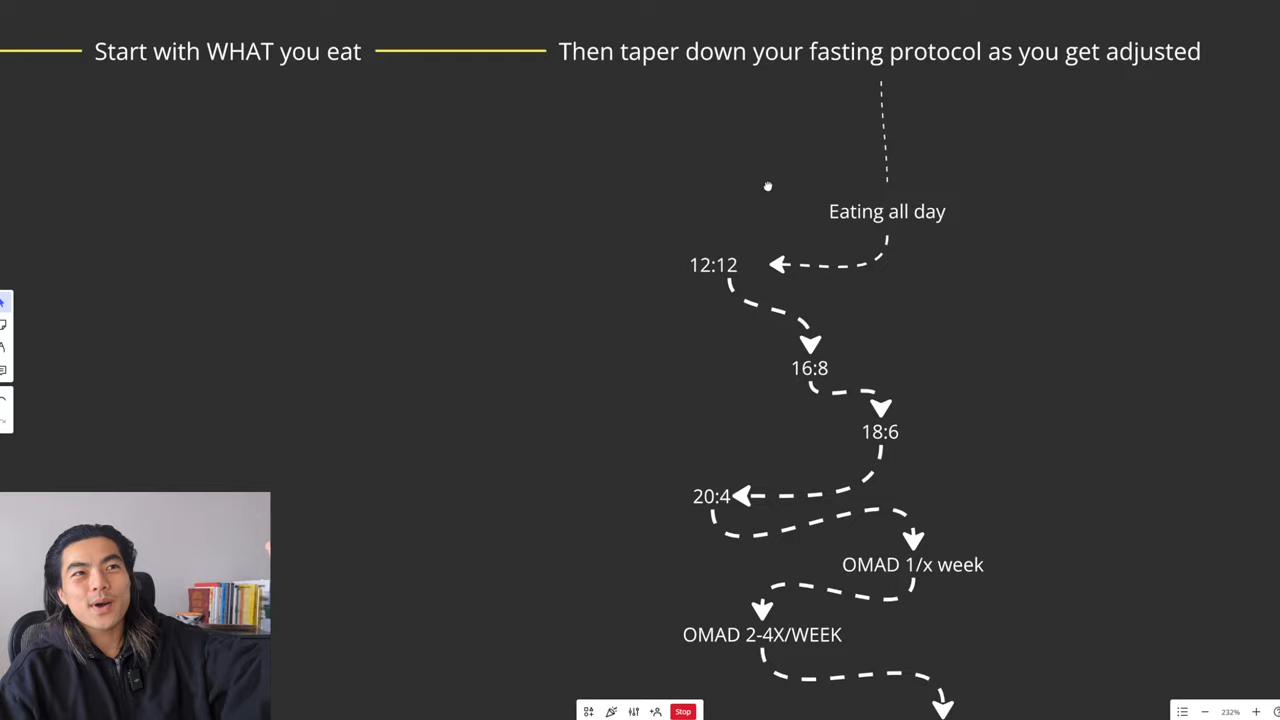 Start with WHAT you eat
Then taper down your fasting protocol as you get adjusted
Eating all day
12:12
16:8
18:6
20:4
OMAD 1/x week
OMAD 2-4X/WEEK
Stop
232%